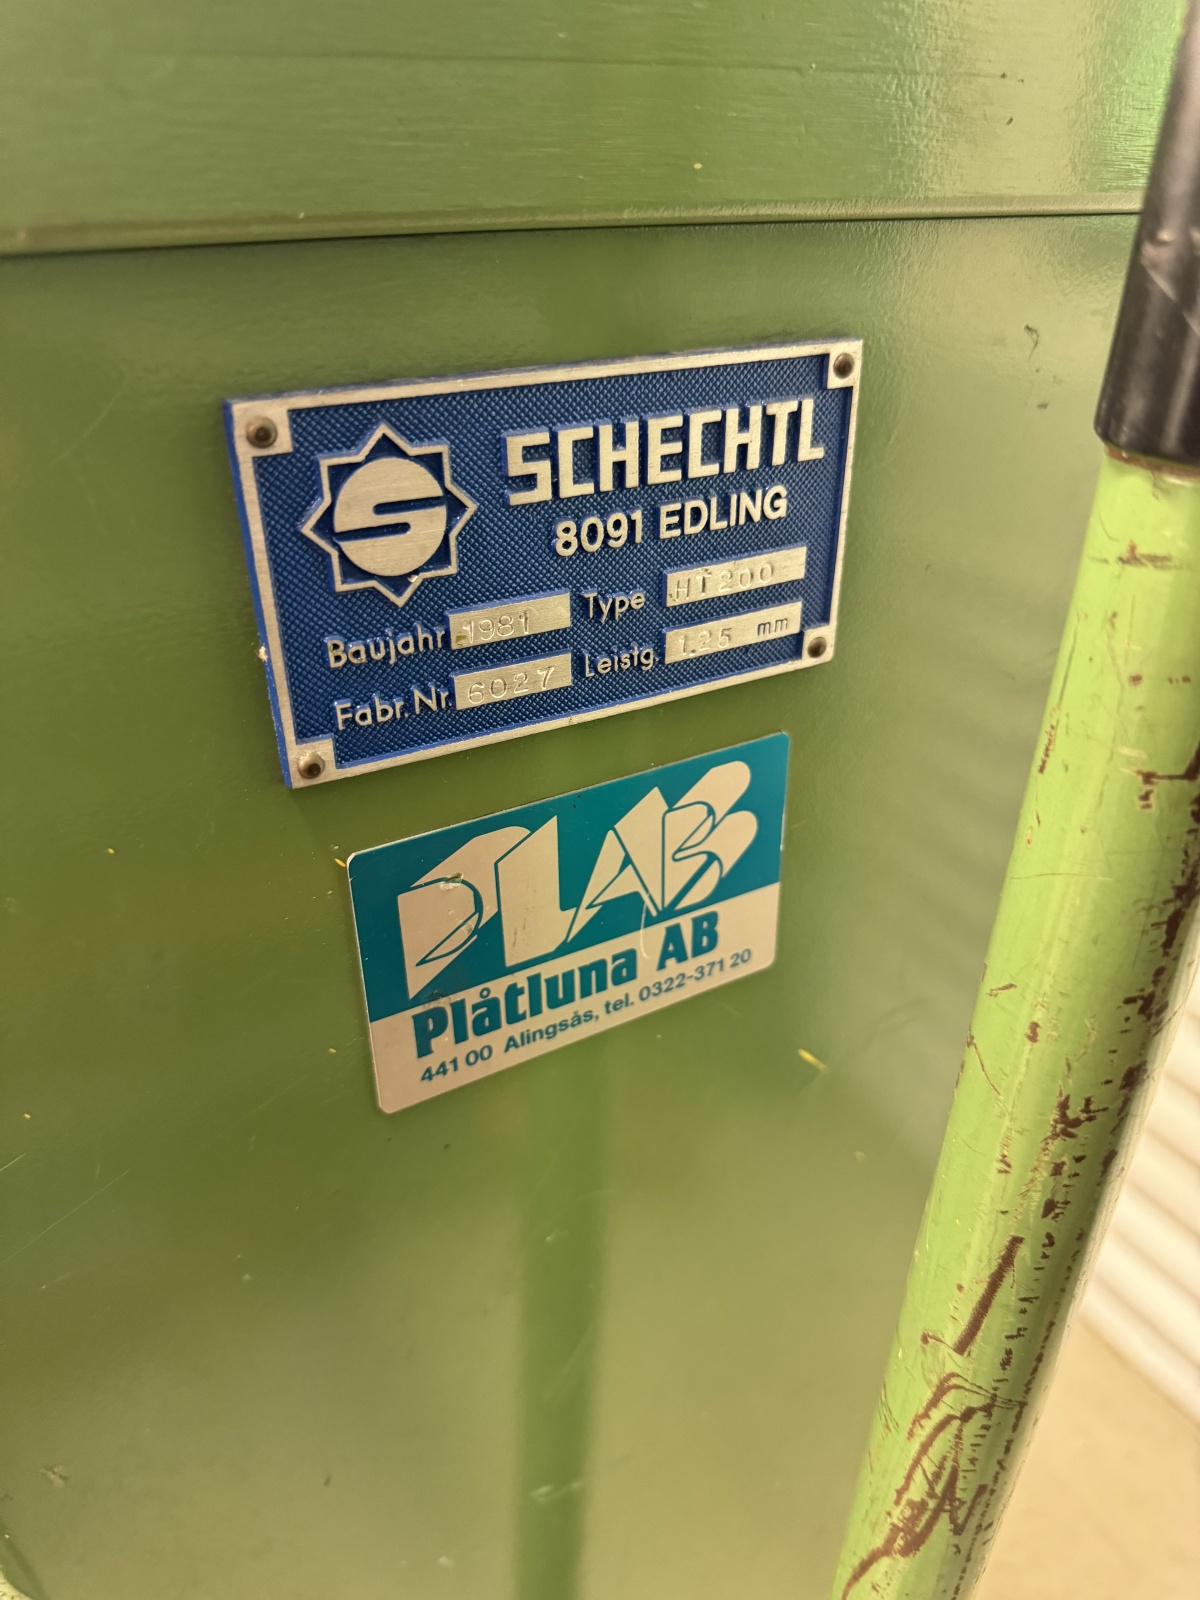 S
SCHECHTL
8091 EDLING
Baujahr 1981 Type HT 200
Fabr. Nr. 6027 Leistg. 1.25 mm
PLAB
Plåtluna AB
441 00 Alingsås, tel. 0322-371 20